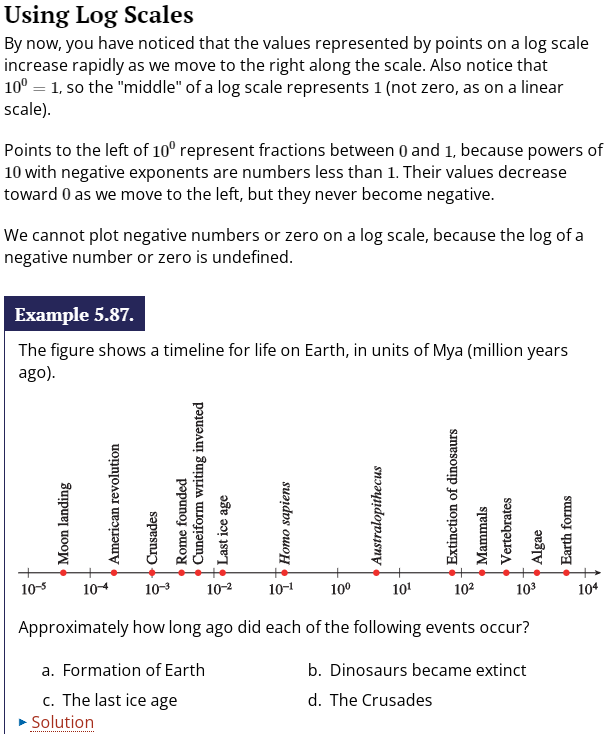 Using Log Scales
By now, you have noticed that the values represented by points on a log scale
increase rapidly as we move to the right along the scale. Also notice that
10⁰ = 1, so the "middle" of a log scale represents 1 (not zero, as on a linear
scale).
Points to the left of 10⁰ represent fractions between 0 and 1, because powers of
10 with negative exponents are numbers less than 1. Their values decrease
toward 0 as we move to the left, but they never become negative.
We cannot plot negative numbers or zero on a log scale, because the log of a
negative number or zero is undefined.
Example 5.87.
The figure shows a timeline for life on Earth, in units of Mya (million years
ago).
Moon landing
American revolution
Crusades
Rome founded
Cuneiform writing invented
Last ice age
Homo sapiens
Australopithecus
Extinction of dinosaurs
Mammals
Vertebrates
Algae
Earth forms
10⁻⁵ 10⁻⁴ 10⁻³ 10⁻² 10⁻¹ 10⁰ 10¹ 10² 10³ 10⁴
Approximately how long ago did each of the following events occur?
a. Formation of Earth b. Dinosaurs became extinct
c. The last ice age d. The Crusades
▸ Solution